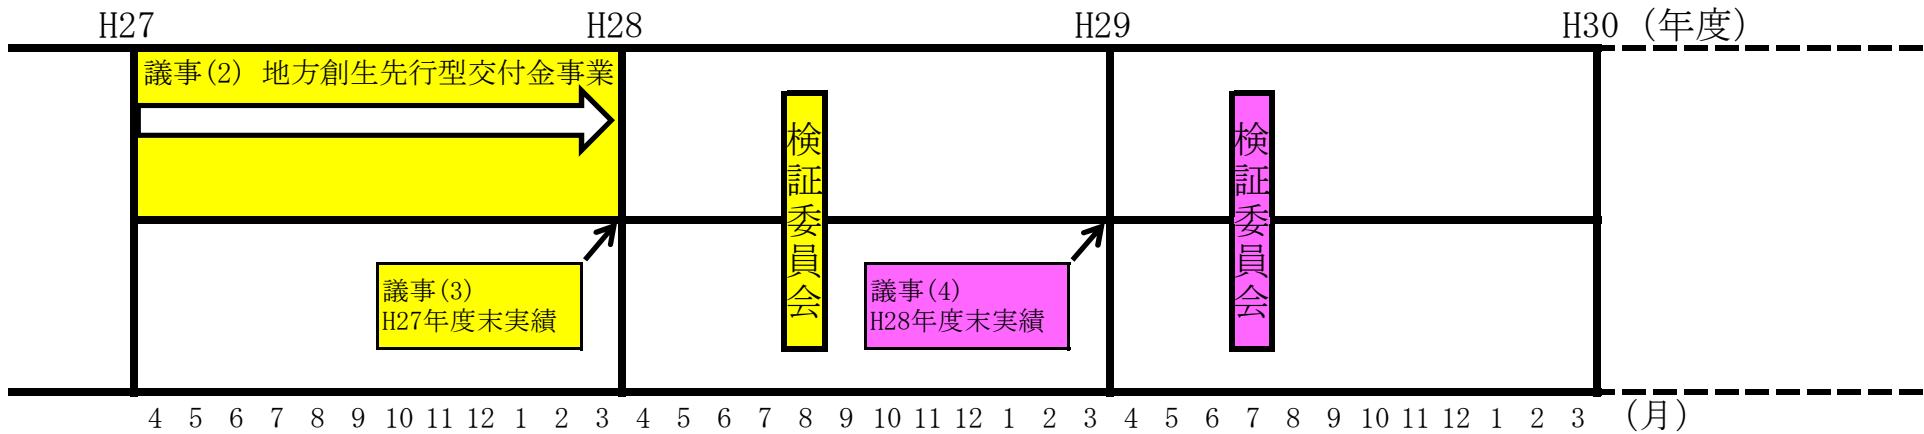 H27 H28 H29 H30 (年度)
議事(2) 地方創生先行型交付金事業
検証委員会
検証委員会
議事(3)
H27年度末実績
議事(4)
H28年度末実績
4 5 6 7 8 9 10 11 12 1 2 3 4 5 6 7 8 9 10 11 12 1 2 3 4 5 6 7 8 9 10 11 12 1 2 3 (月)